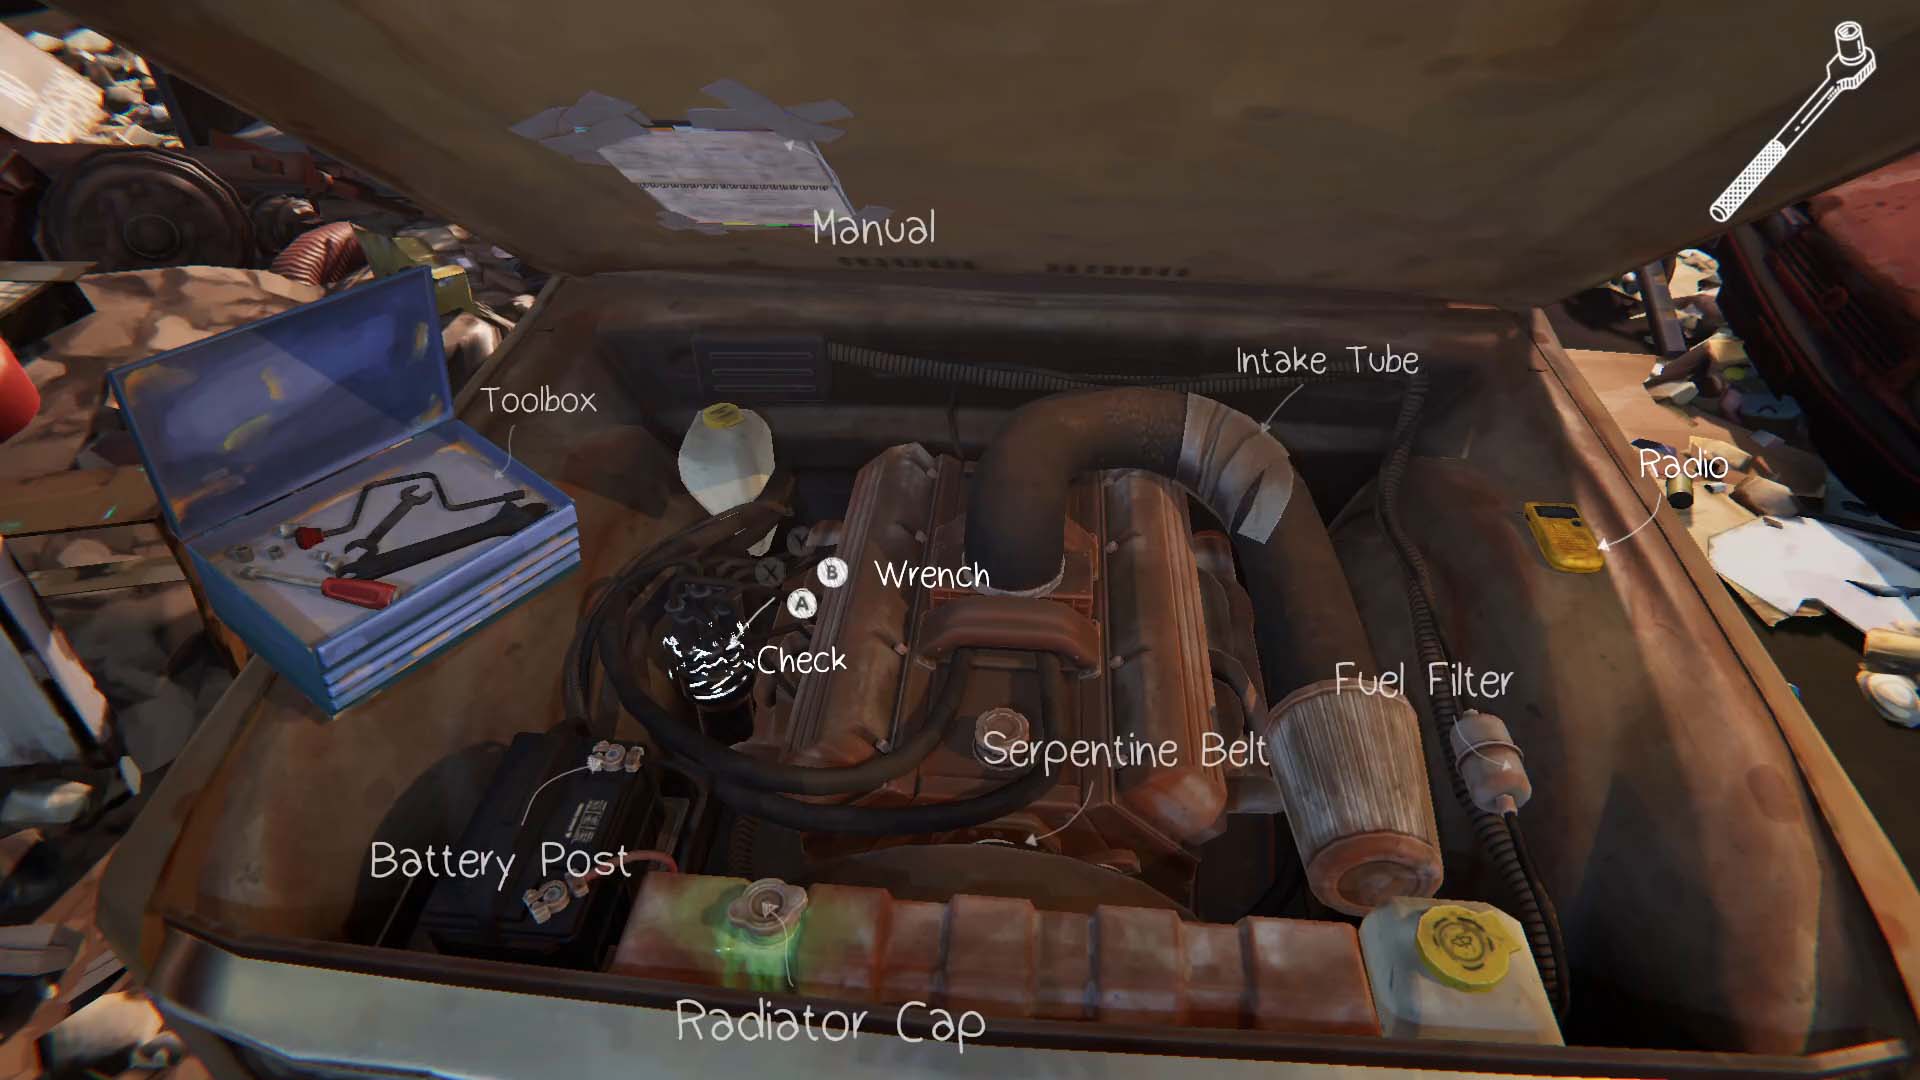 Manual
Intake Tube
Toolbox
Radio
Y
X
B
Wrench
A
Check
Fuel Filter
Serpentine Belt
Battery Post
Radiator Cap